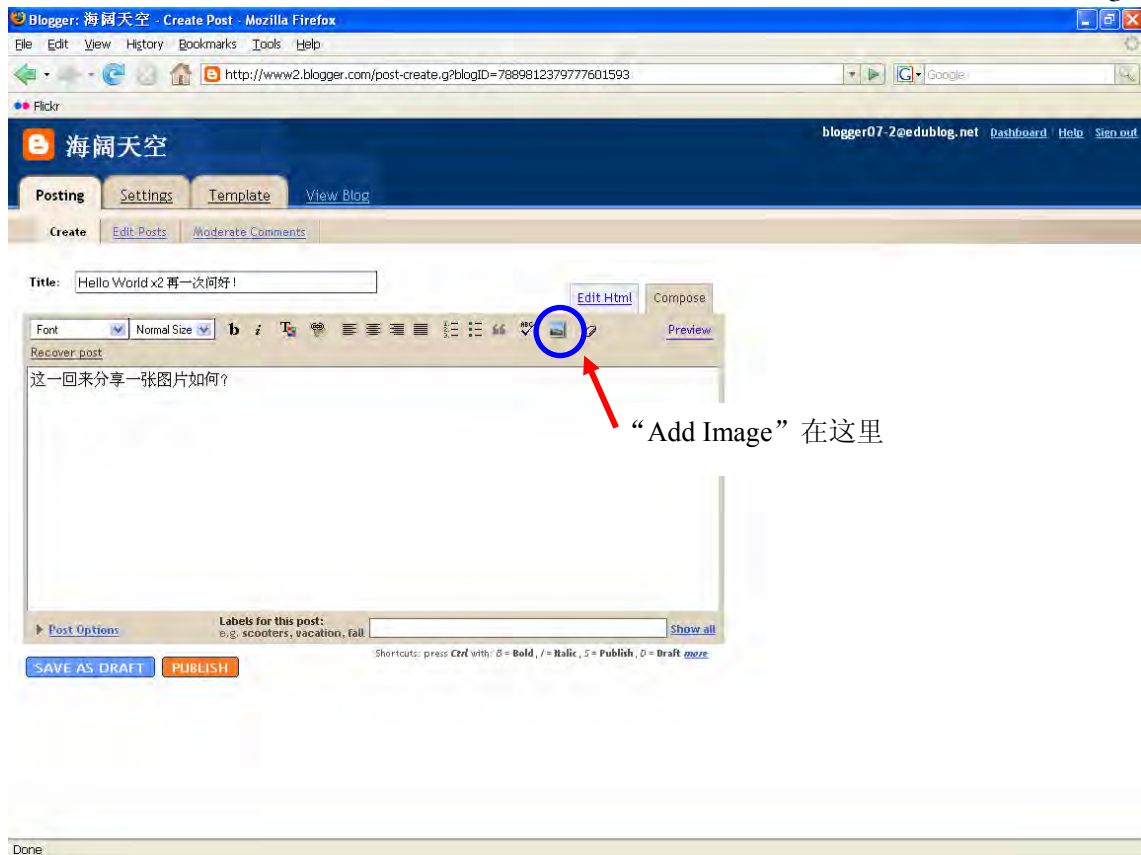 Blogger: 海阔天空 - Create Post - Mozilla Firefox
File Edit View History Bookmarks Tools Help
http://www2.blogger.com/post-create.g?blogID=7889812379777601593
G Google
Flickr
blogger07-2@edublog.net Dashboard Help Sign out
海阔天空
Posting Settings Template View Blog
Create Edit Posts Moderate Comments
Title: Hello World x2 再一次问好!
Edit Html Compose
Font Normal Size b i T ABC Preview
Recover post
这一回来分享一张图片如何?
“Add Image”在这里
Post Options
Labels for this post:
e.g. scooters, vacation, fall
Show all
Shortcuts: press Ctrl with: B = Bold, I = Italic, S = Publish, D = Draft more
SAVE AS DRAFT PUBLISH
Done